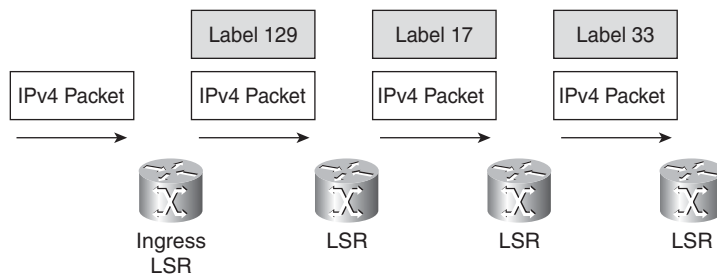 Label 129
Label 17
Label 33
IPv4 Packet
IPv4 Packet
IPv4 Packet
IPv4 Packet
Ingress
LSR
LSR
LSR
LSR